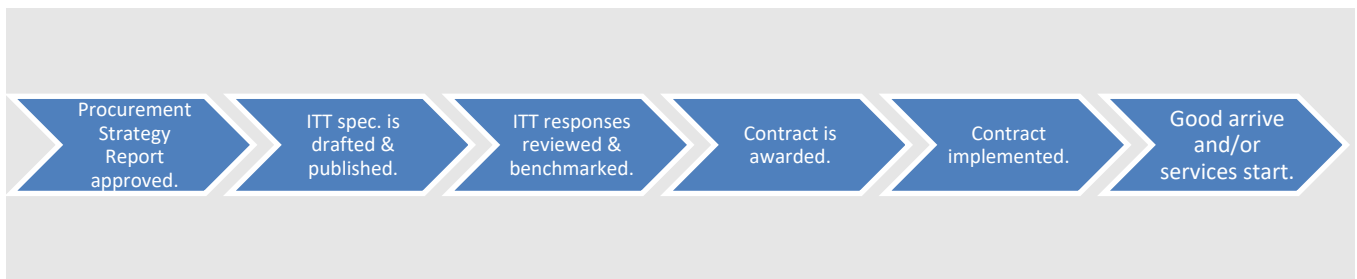 Procurement
Strategy
Report
approved.
ITT spec. is
drafted &
published.
ITT responses
reviewed &
benchmarked.
Contract is
awarded.
Contract
implemented.
Good arrive
and/or
services start.